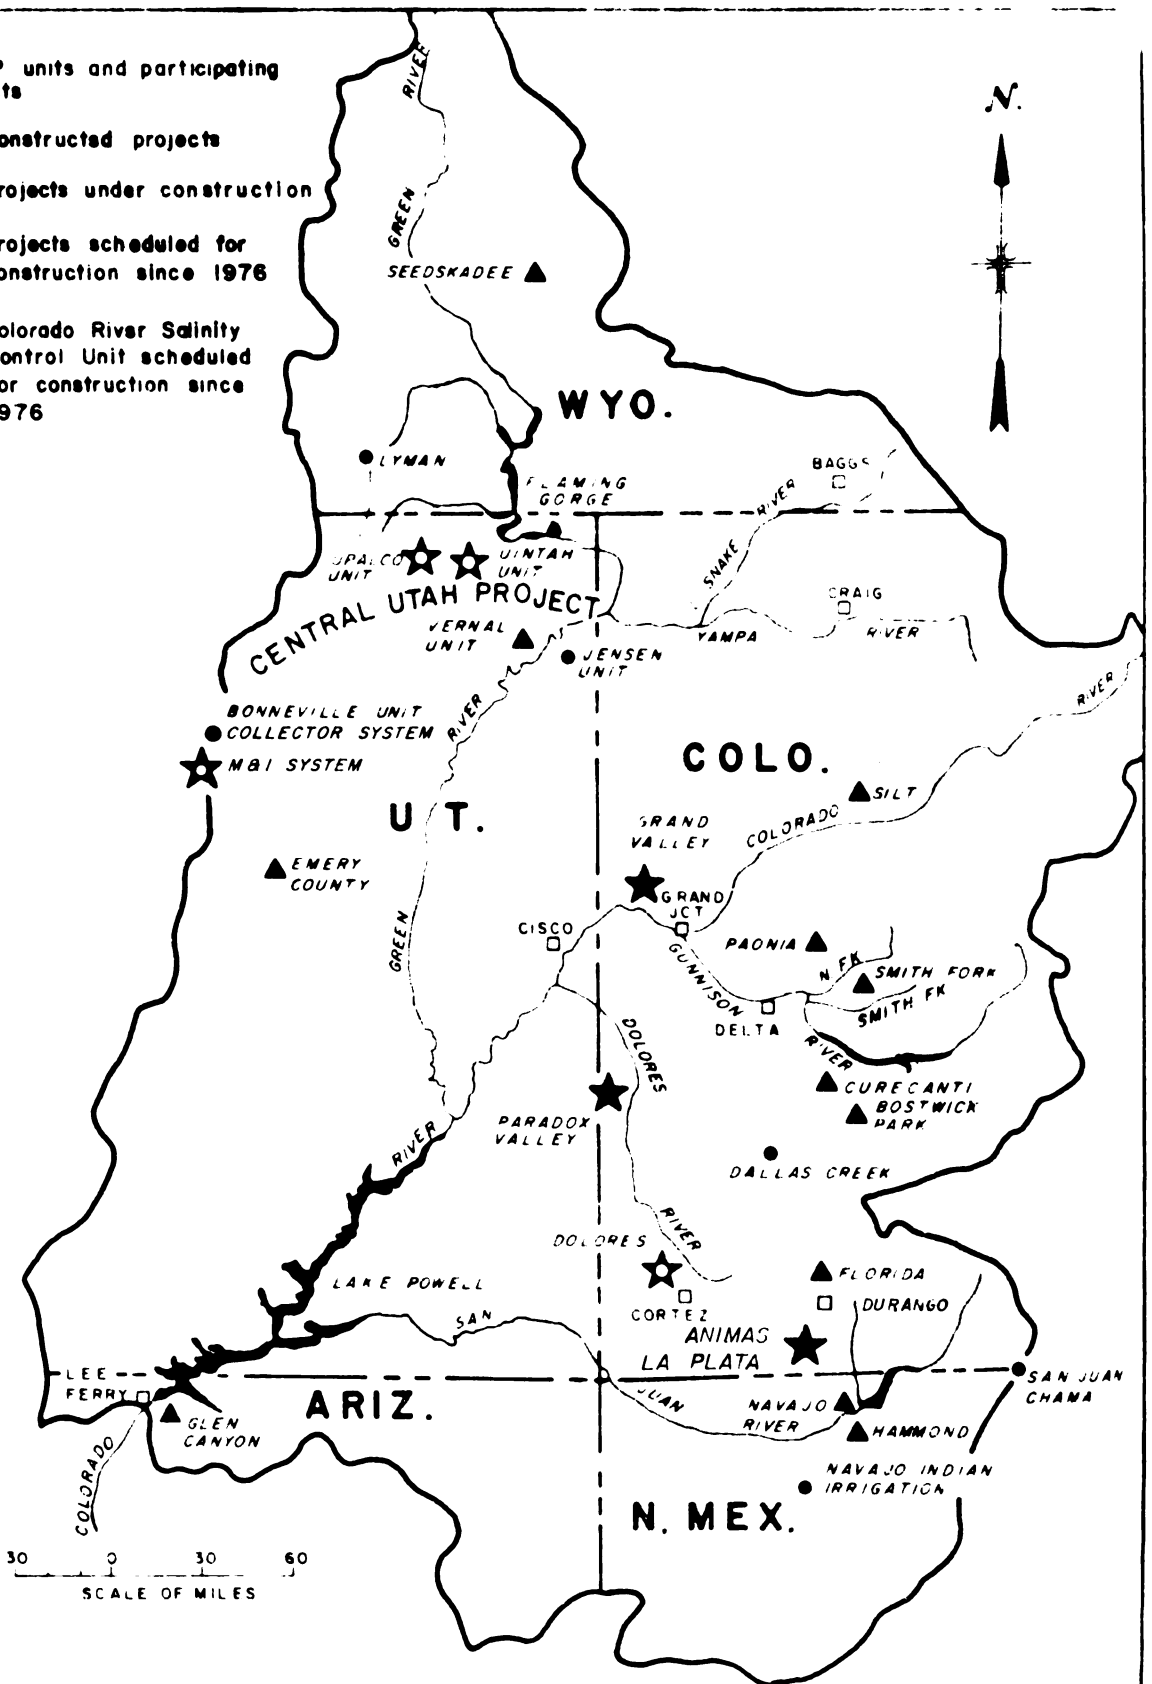 units and participating
ts
onstructed projects
rojects under construction
rojects scheduled for
onstruction since 1976
olorado River Salinity
ontrol Unit scheduled
or construction since
976
N.
RIVER
GREEN
SEEDSKADEE
WYO.
LYMAN
BAGGS
FLAMING
GORGE
SNAKE RIVER
UPALCO
UNIT
UINTAH
UNIT
CENTRAL UTAH PROJECT
CRAIG
VERNAL
UNIT
YAMPA RIVER
JENSEN
UNIT
RIVER
BONNEVILLE UNIT
COLLECTOR SYSTEM
M&I SYSTEM
RIVER
COLO.
UT.
SILT
GRAND
VALLEY
COLORADO
EMERY
COUNTY
GRAND
JCT
CISCO
GREEN
PAONIA
N FK
SMITH FORK
SMITH FK
GUNNISON
DELTA
RIVER
DOLORES
CURECANTI
BOSTWICK
PARK
PARADOX
VALLEY
RIVER
DALLAS CREEK
RIVER
DOLORES
LAKE POWELL
FLORIDA
DURANGO
CORTEZ
SAN
ANIMAS
LA PLATA
LEE
FERRY
SAN JUAN
CHAMA
JUAN
NAVAJO
RIVER
ARIZ.
GLEN
CANYON
HAMMOND
COLORADO
NAVAJO INDIAN
IRRIGATION
N. MEX.
30 0 30 60
SCALE OF MILES